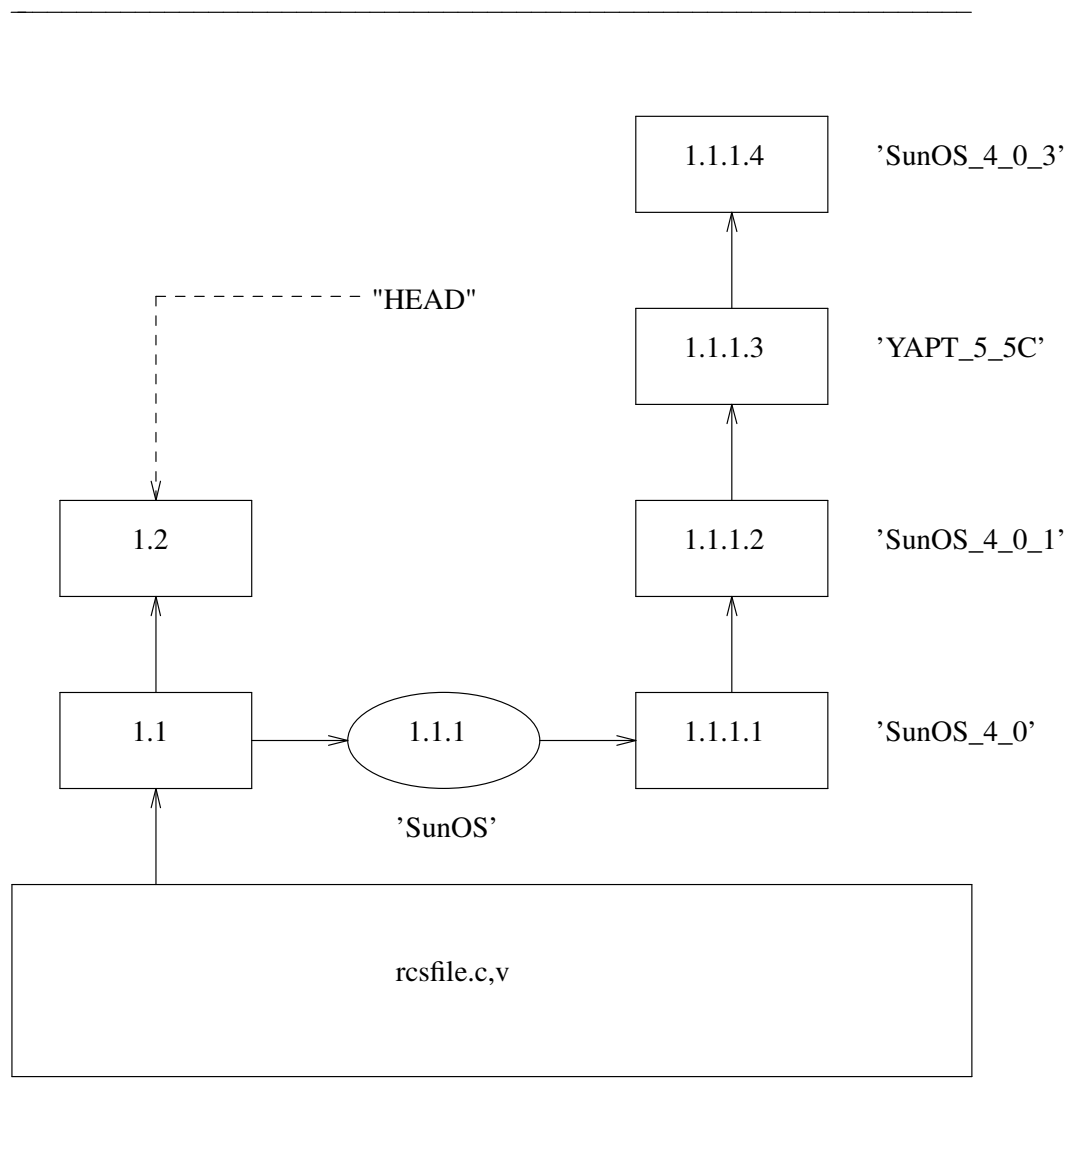 1.1.1.4 'SunOS_4_0_3'
"HEAD"
1.1.1.3 'YAPT_5_5C'
1.2 1.1.1.2 'SunOS_4_0_1'
1.1 1.1.1 1.1.1.1 'SunOS_4_0'
'SunOS'
rcsfile.c,v